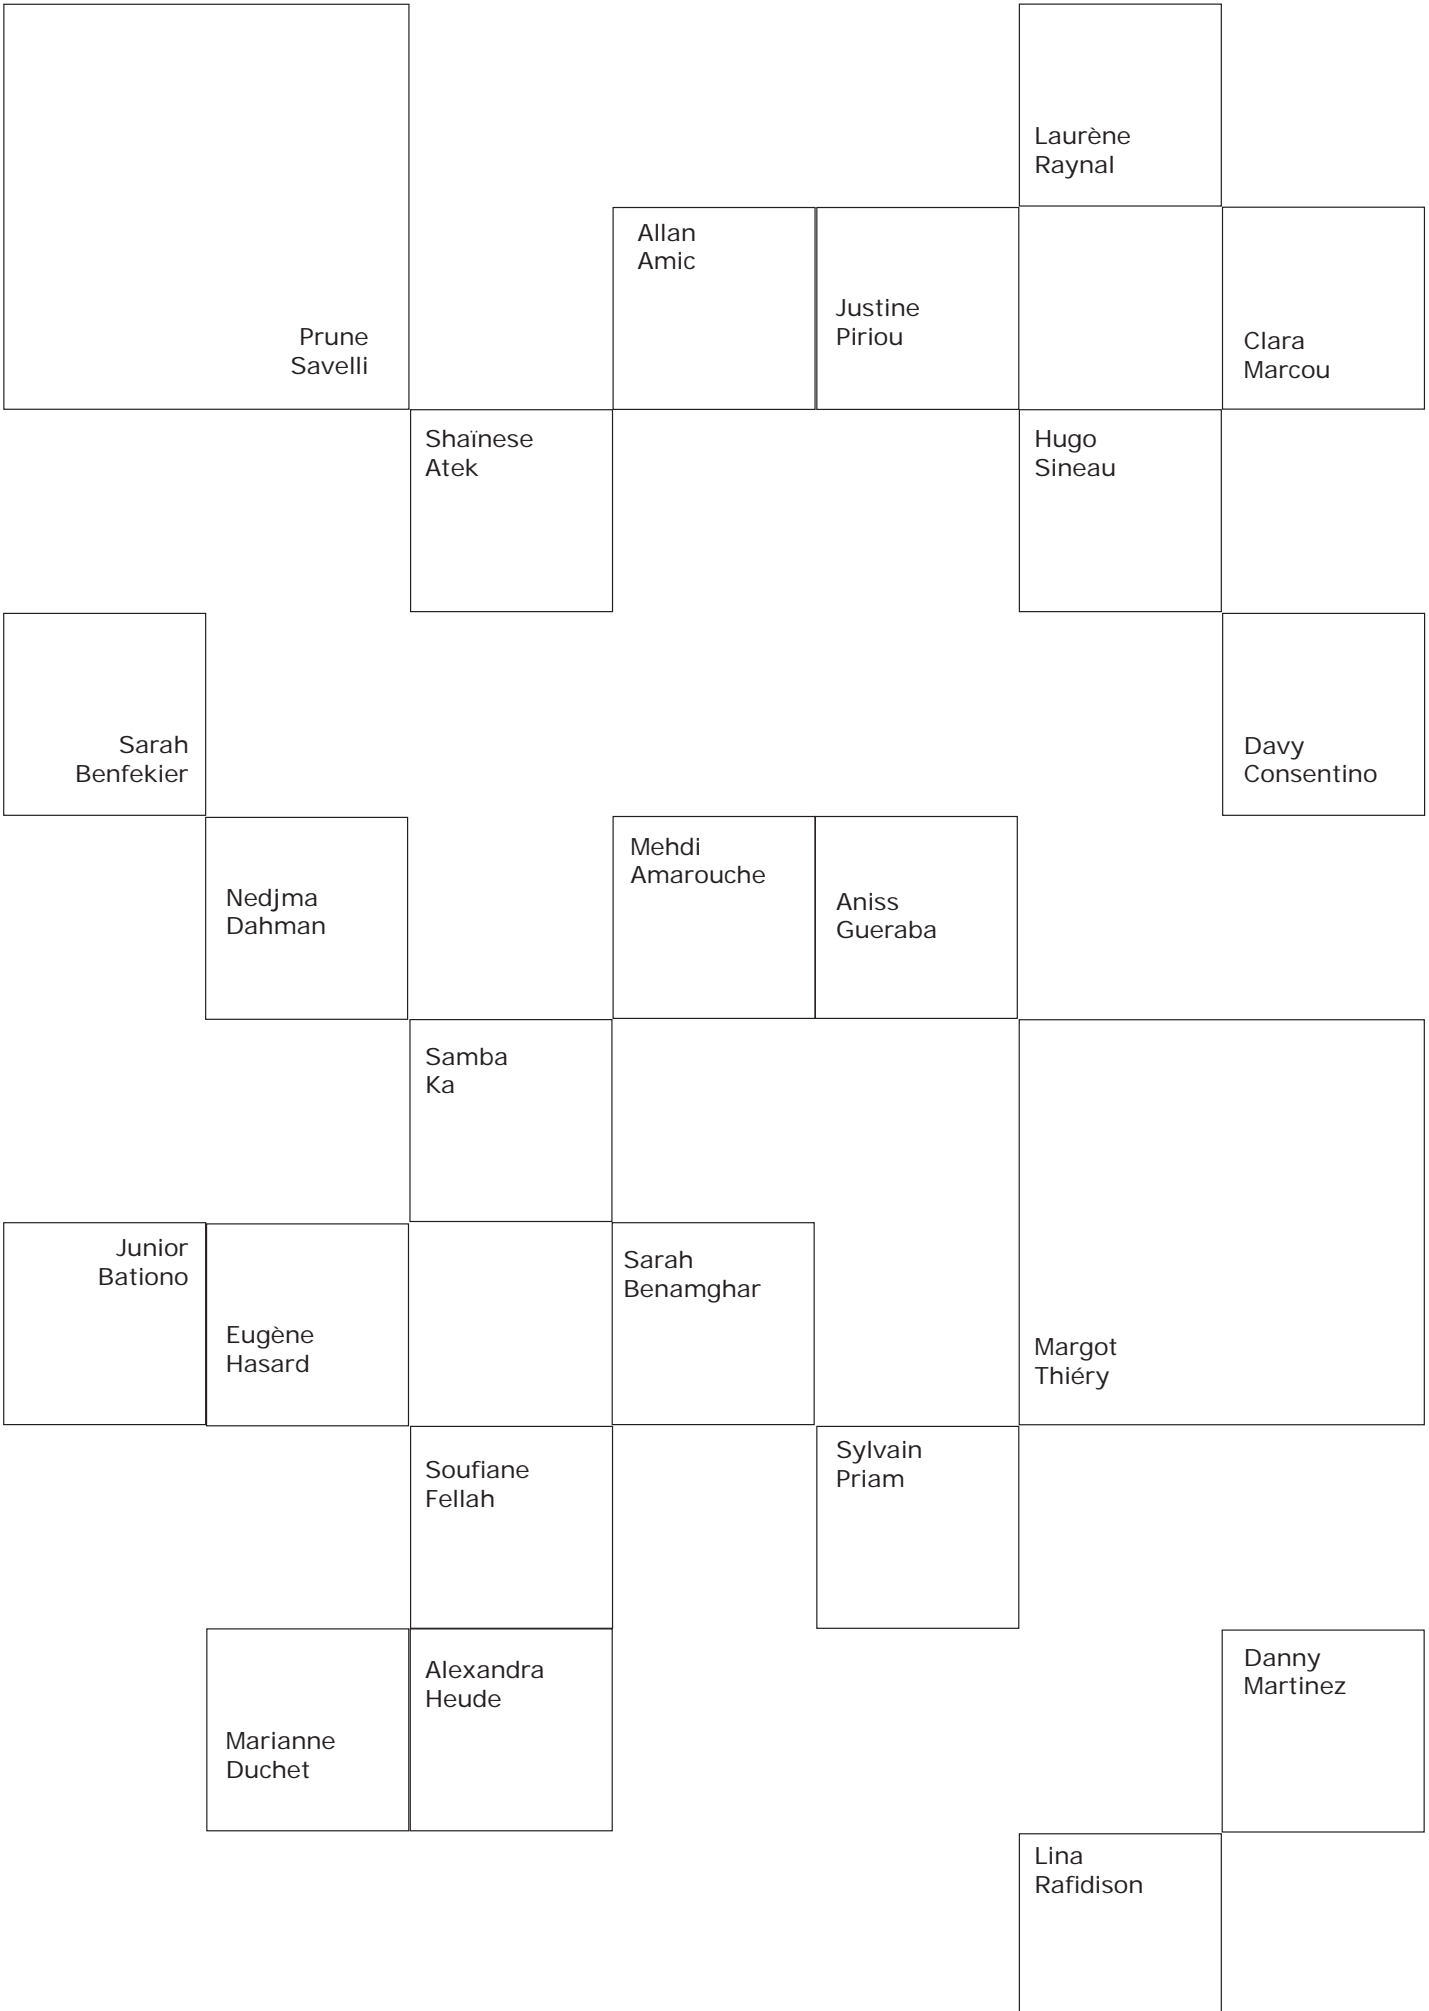 Laurène
Raynal
Allan
Amic
Justine
Piriou
Prune
Savelli
Clara
Marcou
Shaïnese
Atek
Hugo
Sineau
Sarah
Benfekier
Davy
Consentino
Mehdi
Amarouche
Nedjma
Dahman
Aniss
Gueraba
Samba
Ka
Junior
Bationo
Sarah
Benamghar
Eugène
Hasard
Margot
Thiéry
Sylvain
Priam
Soufiane
Fellah
Danny
Martinez
Alexandra
Heude
Marianne
Duchet
Lina
Rafidison